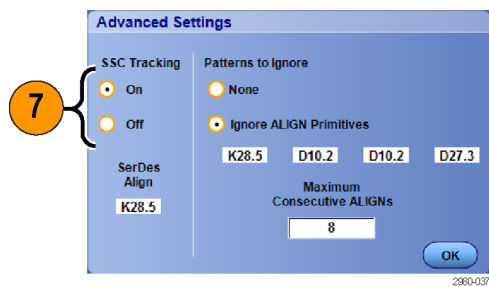 Advanced Settings
SSC Tracking
Patterns to Ignore
7
On
None
Off
Ignore ALIGN Primitives
K28.5 D10.2 D10.2 D27.3
SerDes
Align
K28.5
Maximum
Consecutive ALIGNs
8
OK
2980-037